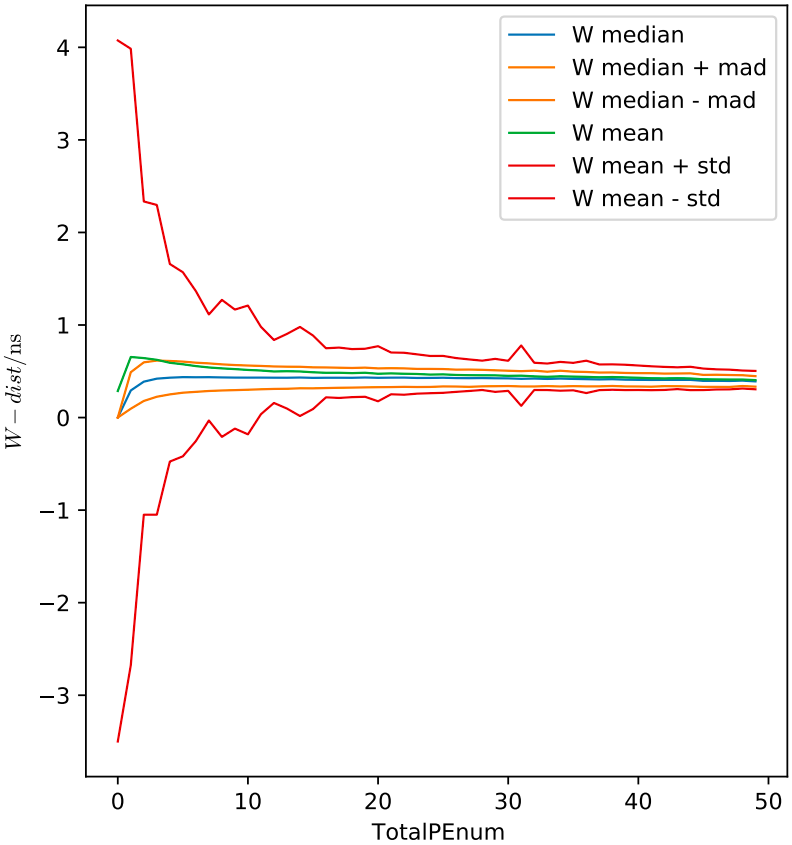 W median
W median + mad
W median - mad
W mean
W mean + std
W mean - std
4
3
2
1
0
−1
−2
−3
W − dist/ns
0 10 20 30 40 50
TotalPEnum